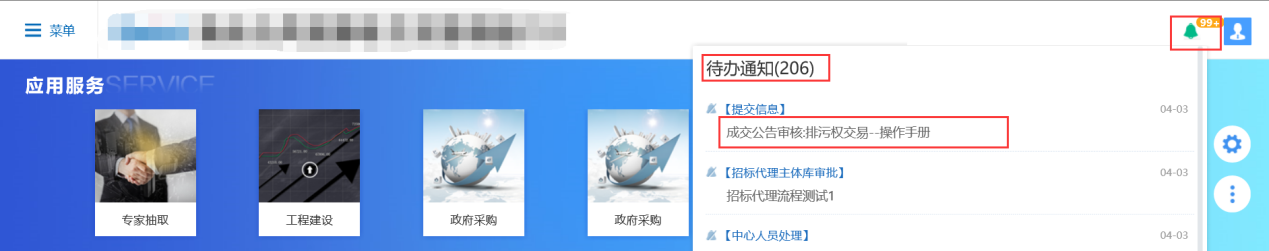 菜单
99+
待办通知(206)
应用服务SERVICE
【提交信息】 04-03
成交公告审核:排污权交易--操作手册
【招标代理主体库审批】 04-03
招标代理流程测试1
专家抽取 工程建设 政府采购 政府采购
【中心人员处理】 04-03